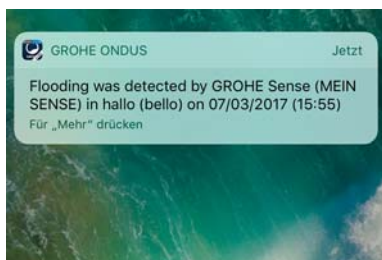 GROHE ONDUS
Jetzt
Flooding was detected by GROHE Sense (MEIN
SENSE) in hallo (bello) on 07/03/2017 (15:55)
Für „Mehr“ drücken